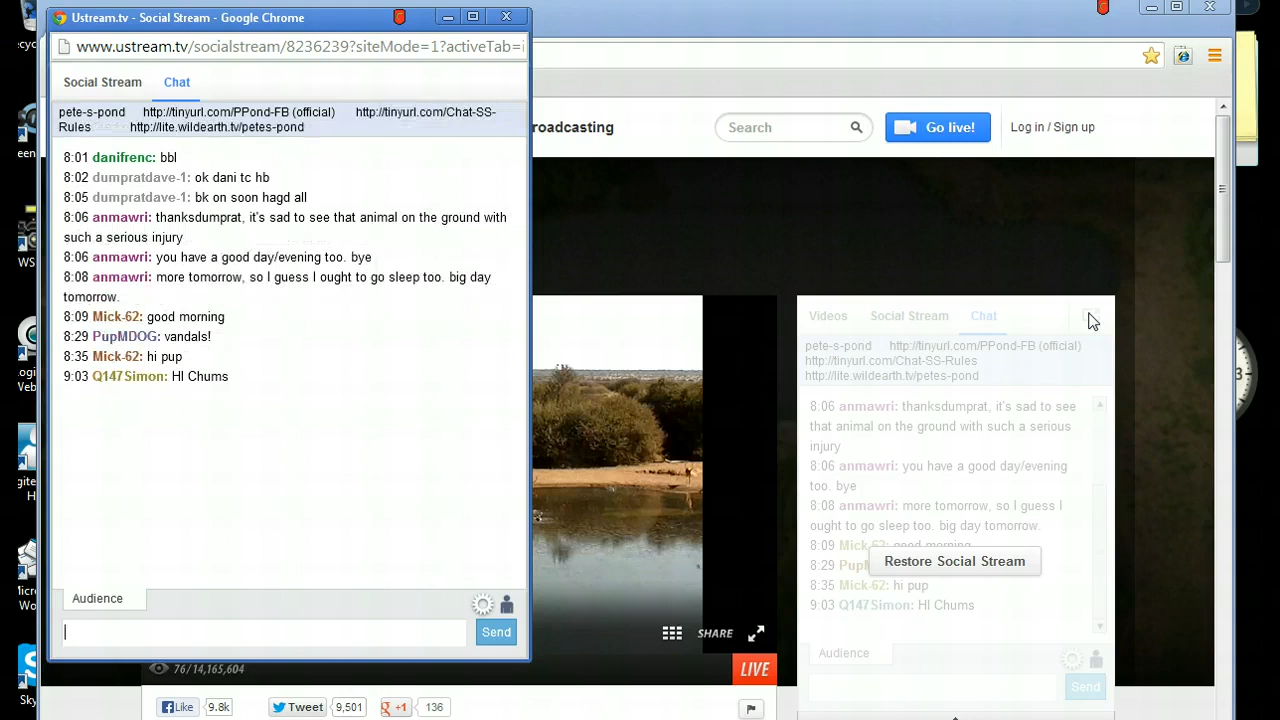 Ustream.tv - Social Stream - Google Chrome
www.ustream.tv/socialstream/8236239?siteMode=1?activeTab=
Social Stream Chat
pete-s-pond http://tinyurl.com/PPond-FB (official) http://tinyurl.com/Chat-SS-
Rules http://lite.wildearth.tv/petes-pond
8:01 danifrenc: bbl
8:02 dumpratdave-1: ok dani tc hb
8:05 dumpratdave-1: bk on soon hagd all
8:06 anmawri: thanksdumprat, it's sad to see that animal on the ground with
such a serious injury
8:06 anmawri: you have a good day/evening too. bye
8:08 anmawri: more tomorrow, so I guess I ought to go sleep too. big day
tomorrow.
8:09 Mick-62: good morning
8:29 PupMDOG: vandals!
8:35 Mick-62: hi pup
9:03 Q147Simon: HI Chums
Audience
Send
roadcasting Search Go live! Log in / Sign up
Videos Social Stream Chat
pete-s-pond http://tinyurl.com/PPond-FB (official)
http://tinyurl.com/Chat-SS-Rules
http://lite.wildearth.tv/petes-pond
8:06 anmawri: thanksdumprat, it's sad to see
that animal on the ground with such a serious
injury
8:06 anmawri: you have a good day/evening
too. bye
8:08 anmawri: more tomorrow, so I guess I
ought to go sleep too. big day tomorrow.
8:09 Mick-62: good morning
8:29
Restore Social Stream
8:35 Mick-62: hi pup
9:03 Q147Simon: HI Chums
Audience
Send
SHARE
76/14,165,604 LIVE
Like 9.8k Tweet 9,501 +1 136